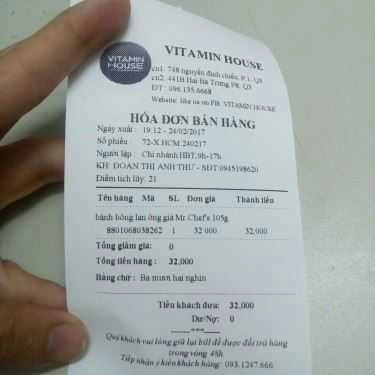 VITAMIN
HOUSE
VITAMIN HOUSE
cn1: 748 nguyễn đình chiểu, P. 1, Q3
cn2: 441B Hai Bà Trưng P8, Q3
ĐT : 096.135.6668
Website: like us on FB VITAMIN HOUSE
HÓA ĐƠN BÁN HÀNG
Ngày xuất : 19:12 - 24/02/2017
Số phiếu : 72-X.HCM.240217
Người lập : Chi nhánh HBT.9h-17h
KH: ĐOÀN THỊ ANH THƯ - SĐT:0945198620
Điểm tích lũy: 21
Tên hàng Mã SL Đơn giá Thành tiền
bánh bông lan ông già Mr Chef's 105g
8801068038262 1 32.000 32,000
Tổng giảm giá: 0
Tổng tiền hàng : 32,000
Bằng chữ : Ba mươi hai nghìn
Tiền khách đưa: 32,000
Dư/Nợ: 0
-----***-----
Quý khách vui lòng giữ lại bill để được đổi trả hàng
trong vòng 48h
Tiếp nhận ý kiến khách hàng: 093.1247.666